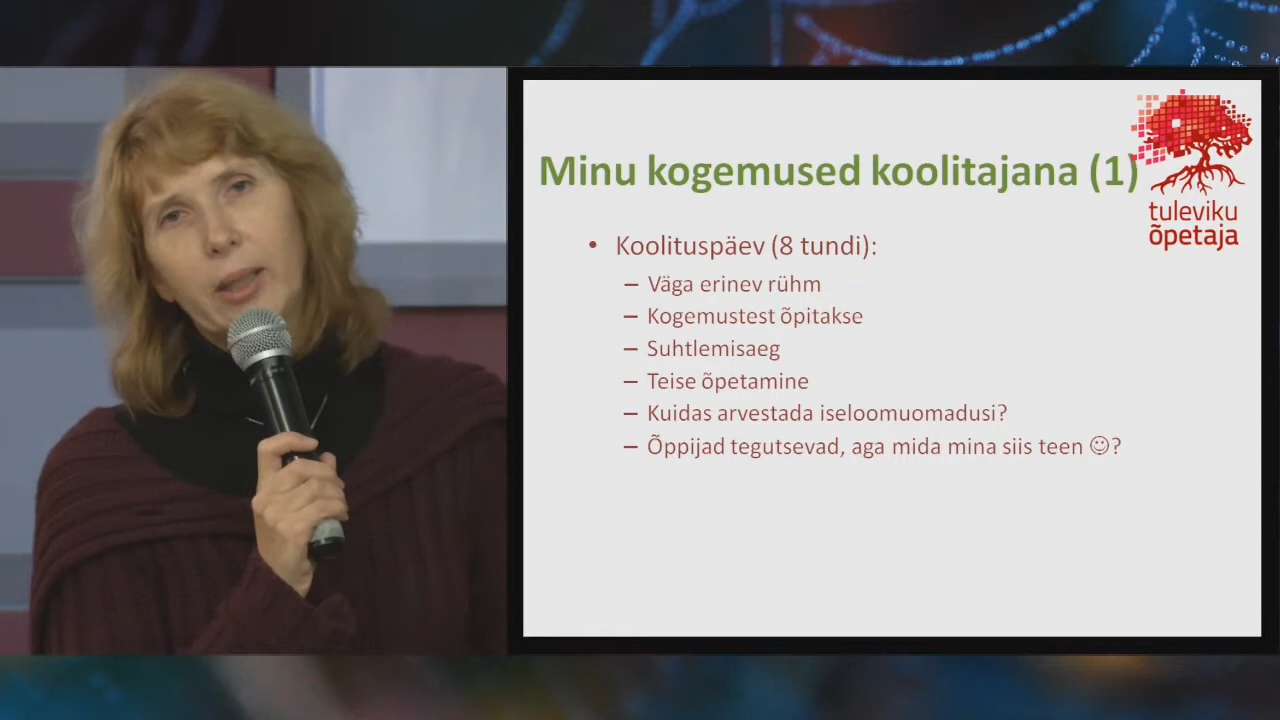 Minu kogemused koolitajana (1)
tuleviku
õpetaja
• Koolituspäev (8 tundi):
– Väga erinev rühm
– Kogemustest õpitakse
– Suhtlemisaeg
– Teise õpetamine
– Kuidas arvestada iseloomuomadusi?
– Õppijad tegutsevad, aga mida mina siis teen ☺?